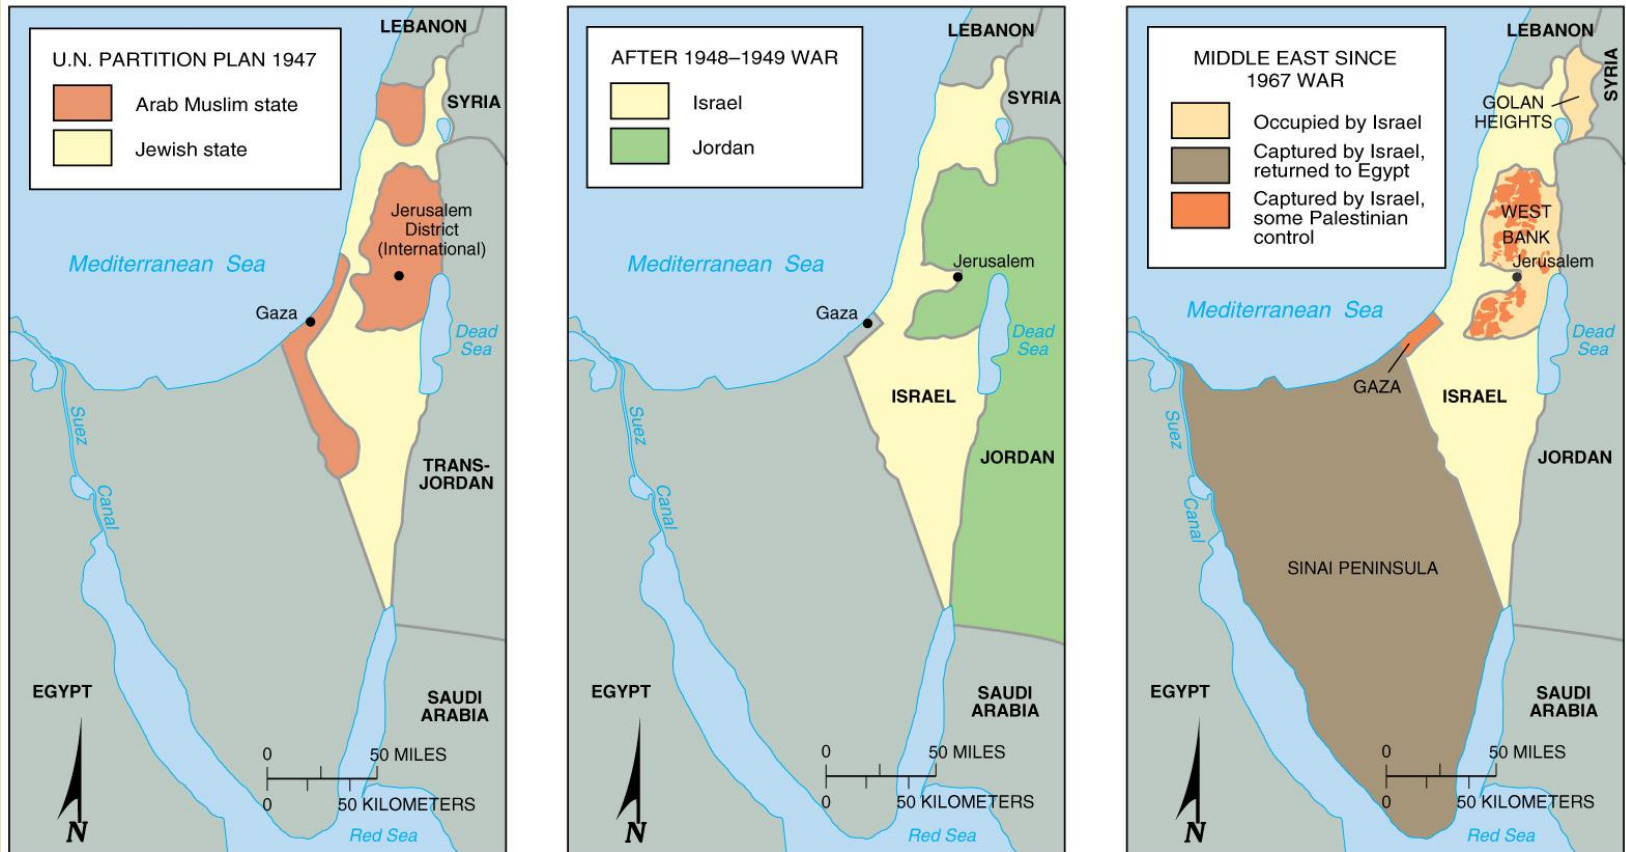 U.N. PARTITION PLAN 1947
Arab Muslim state
Jewish state
LEBANON
SYRIA
Jerusalem
District
(International)
Mediterranean Sea
Gaza
Dead
Sea
Suez
Canal
TRANS-
JORDAN
EGYPT
SAUDI
ARABIA
0
50 MILES
0
50 KILOMETERS
N
Red Sea
AFTER 1948–1949 WAR
Israel
Jordan
LEBANON
SYRIA
Mediterranean Sea
Jerusalem
Gaza
Dead
Sea
ISRAEL
Suez
Canal
JORDAN
EGYPT
SAUDI
ARABIA
0
50 MILES
0
50 KILOMETERS
N
Red Sea
MIDDLE EAST SINCE
1967 WAR
Occupied by Israel
Captured by Israel,
returned to Egypt
Captured by Israel,
some Palestinian
control
LEBANON
SYRIA
GOLAN
HEIGHTS
WEST
BANK
Jerusalem
Mediterranean Sea
Dead
Sea
GAZA
ISRAEL
Suez
Canal
JORDAN
SINAI PENINSULA
EGYPT
SAUDI
ARABIA
0
50 MILES
0
50 KILOMETERS
N
Red Sea